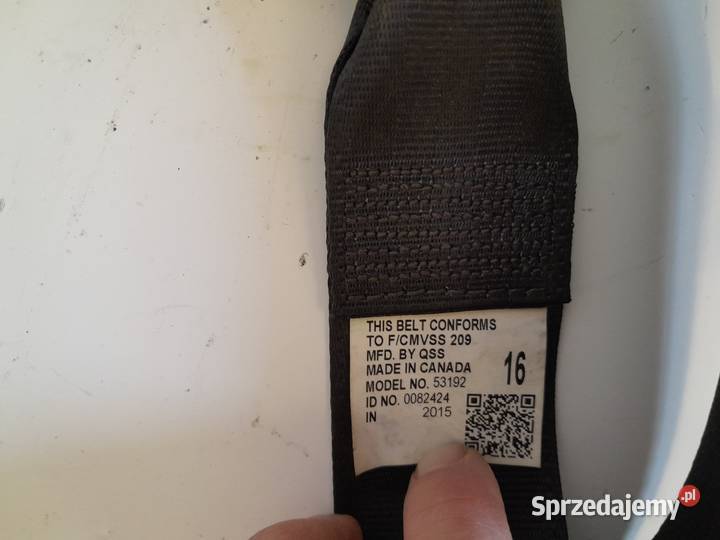 THIS BELT CONFORMS
TO F/CMVSS 209
MFD. BY QSS
MADE IN CANADA
16
MODEL NO. 53192
ID NO. 0082424
IN 2015
Sprzedajemy.pl